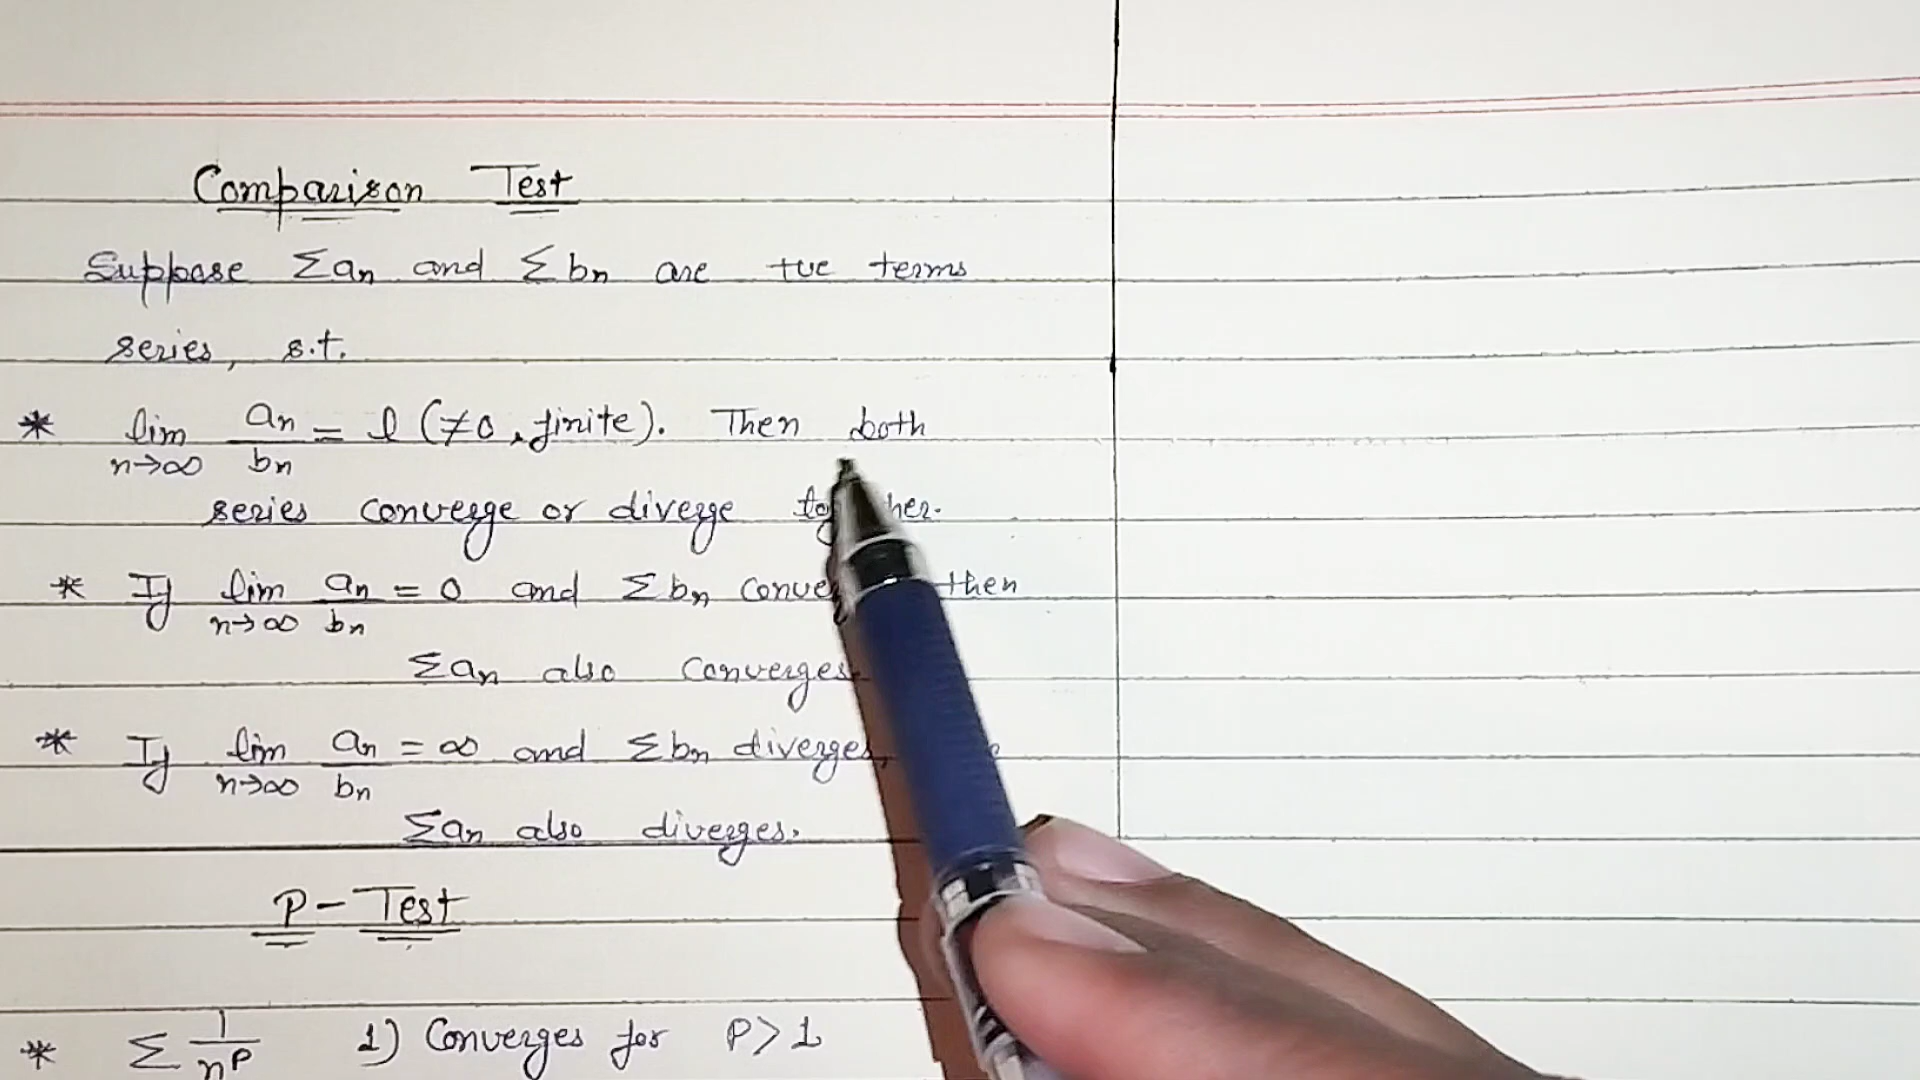 Comparison Test
Suppose Σan and Σbn are +ve terms
series, s.t.
* lim n→∞ an/bn = l (≠0, finite). Then both
series converge or diverge together.
* If lim n→∞ an/bn = 0 and Σbn then
Σan also converges.
* If lim n→∞ an/bn = ∞ and Σbn diverges,
Σan also diverges.
P - Test
* Σ 1/n^P 1) Converges for P > 1